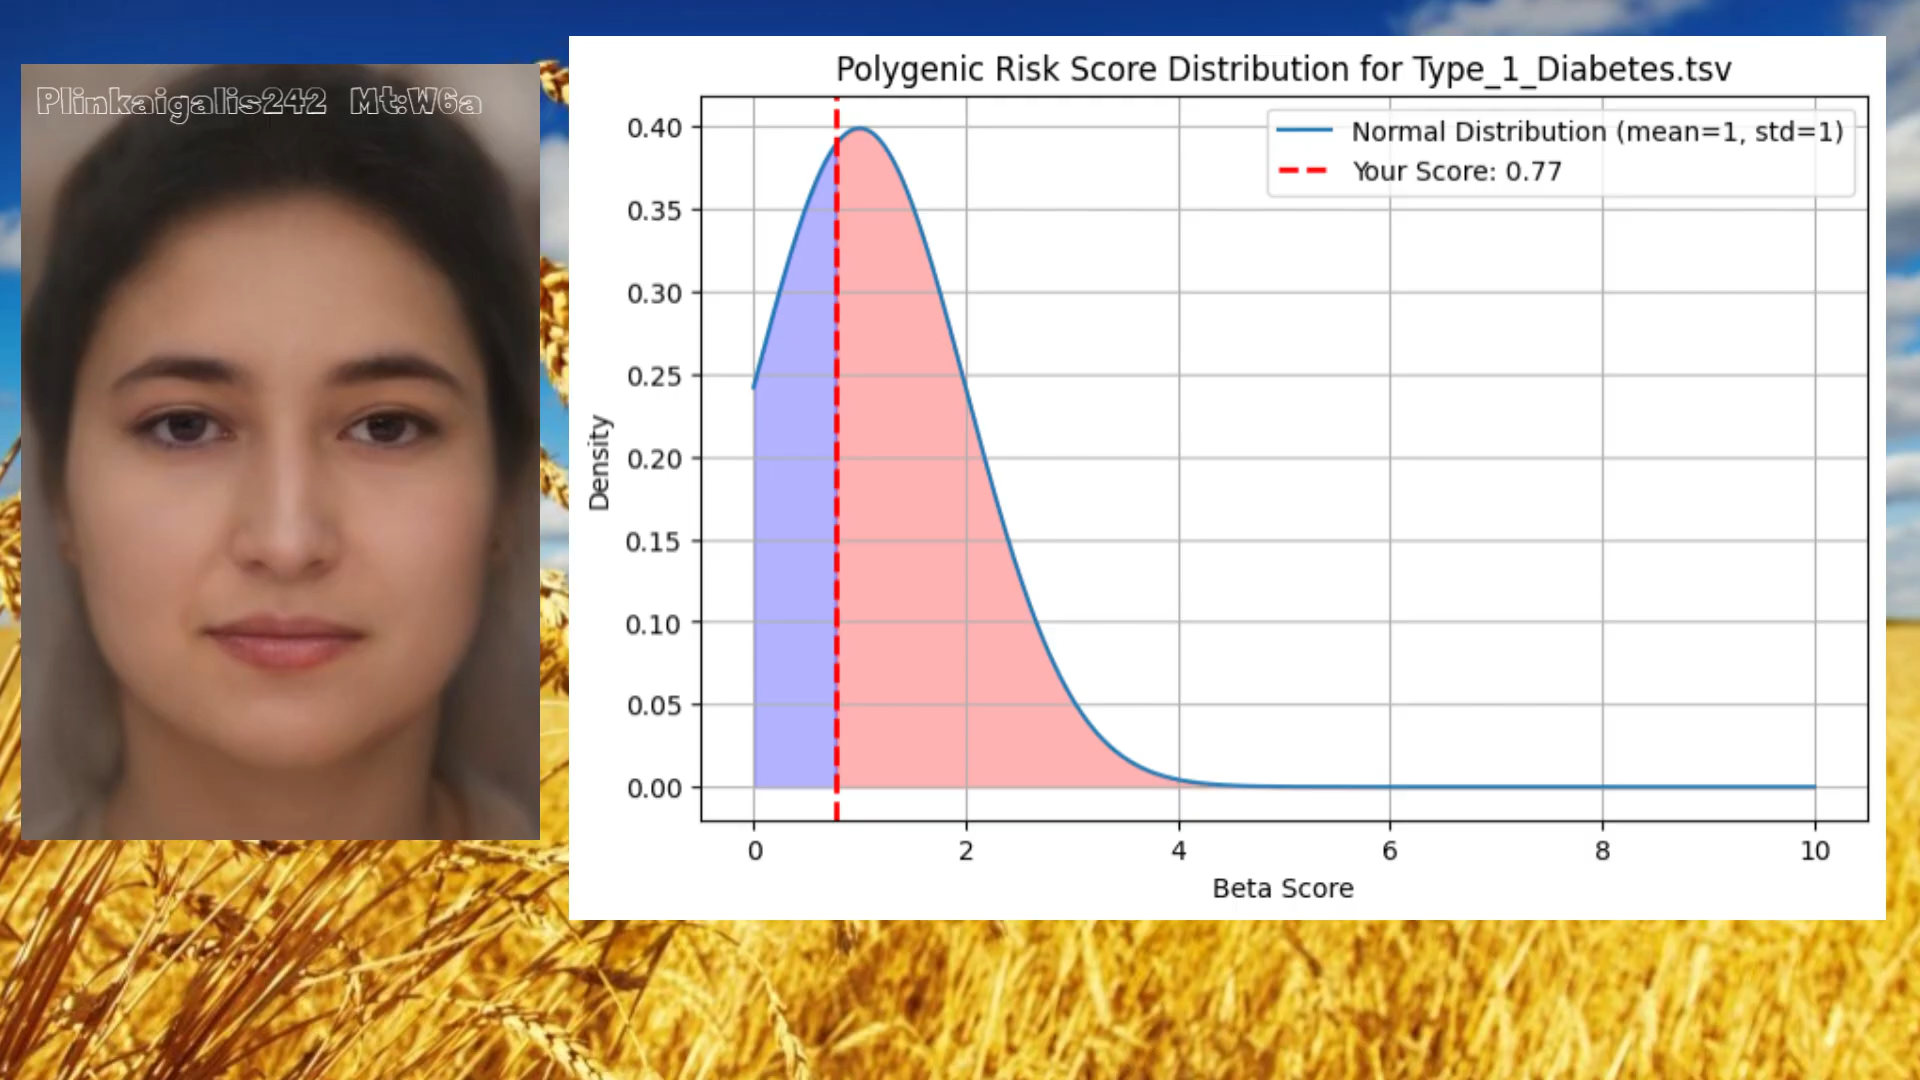 Plinkaigalis242 Mt:W6a
Polygenic Risk Score Distribution for Type_1_Diabetes.tsv
Normal Distribution (mean=1, std=1)
Your Score: 0.77
0.40
0.35
0.30
0.25
0.20
0.15
0.10
0.05
0.00
Density
0 2 4 6 8 10
Beta Score